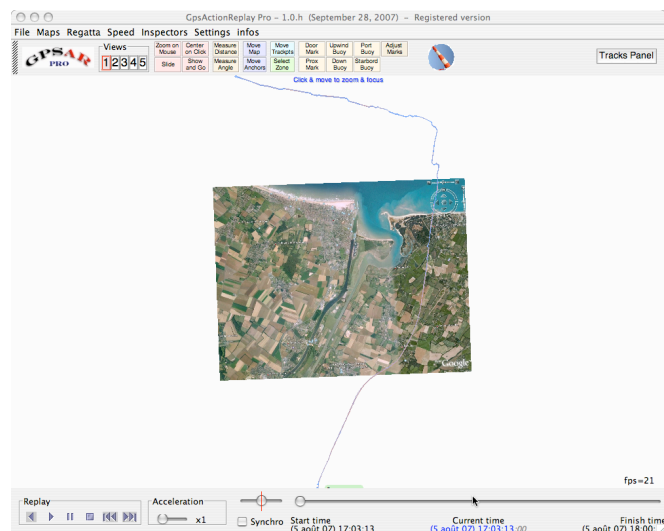 GpsActionReplay Pro - 1.0.h (September 28, 2007) - Registered version
File Maps Regatta Speed Inspectors Settings infos
GPSAR PRO
Views
1 2 3 4 5
Zoom on Mouse
Center on Click
Measure Distance
Move Map
Move Trackpts
Door Mark
Upwind Buoy
Port Buoy
Adjust Marks
Slide
Show and Go
Measure Angle
Move Anchors
Select Zone
Prox Mark
Down Buoy
Starbord Buoy
Tracks Panel
Click & move to zoom & focus
Google
fps=21
Replay
Acceleration
x1
Synchro
Start time
(5 août 07) 17:03:13
Current time
(5 août 07) 17:03:13:00
Finish time
(5 août 07) 18:00: